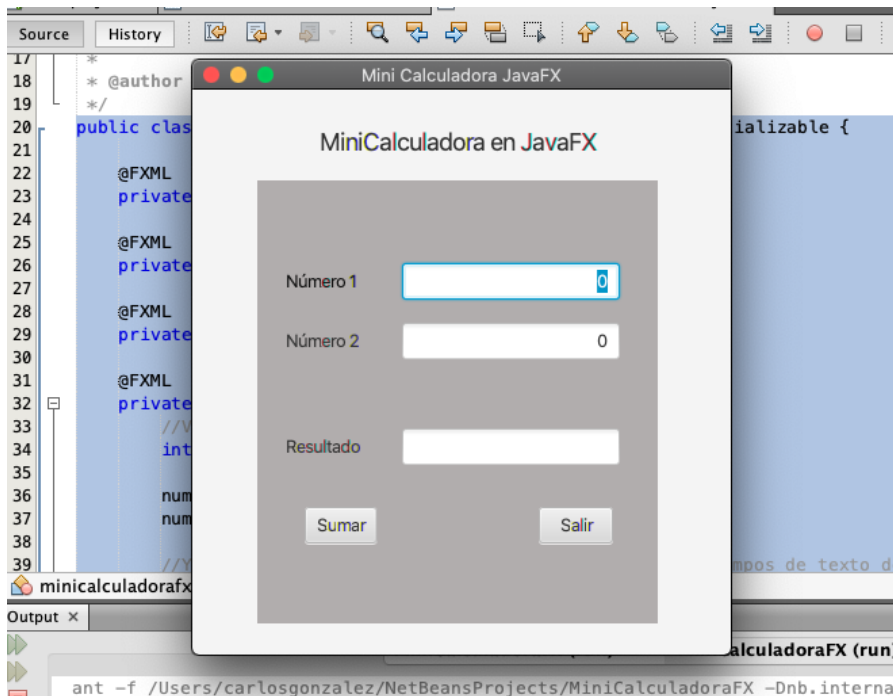 Source History
17 *
18 * @author
19 */
20 public clas ializable {
21
22 @FXML
23 private
24
25 @FXML
26 private
27
28 @FXML
29 private
30
31 @FXML
32 private
33 //V
34 int
35
36 num
37 num
38
39 //Y mpos de texto d
minicalculadorafx
Output ×
alculadoraFX (run)
ant -f /Users/carlosgonzalez/NetBeansProjects/MiniCalculadoraFX -Dnb.interna
Mini Calculadora JavaFX
MiniCalculadora en JavaFX
Número 1 0
Número 2 0
Resultado
Sumar Salir